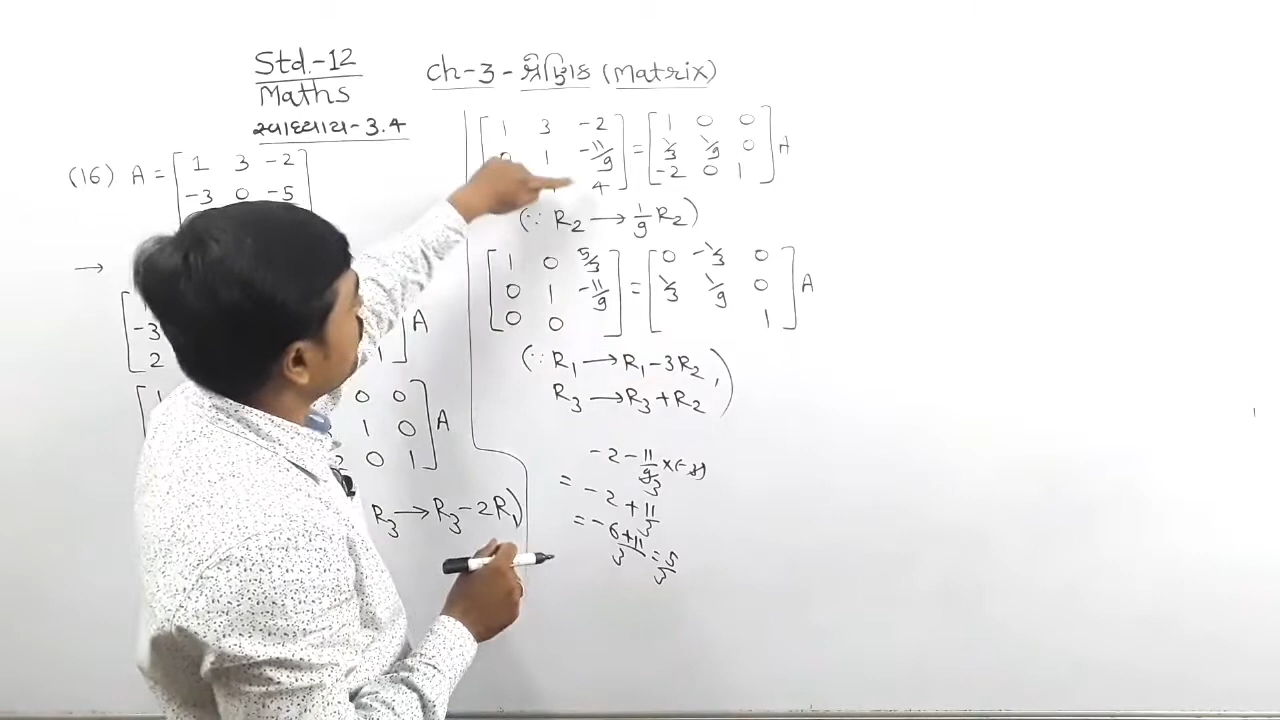 Std.-12
Maths
સ્વાધ્યાય-3.4
Ch-3-શ્રેણિક (Matrix)
(16) A = [ 1 3 -2
-3 0 -5
→
-3
2
] A
0 0
1 0
0 1
] A
R3 → R3-2R1)
[ 1 3 -2
1 -11/9
4 ] = [ 1 0 0
1/3 1/9 0
-2 0 1 ] A
(∵ R2 → 1/9 R2)
[ 1 0 5/3
0 1 -11/9
0 0 ] = [ 0 -1/3 0
1/3 1/9 0
1 ] A
(∵ R1 → R1-3R2,
R3 → R3+R2)
-2 - 11/9 ×(-3)
= -2 + 11/3
= -6+11/3 = 5/3